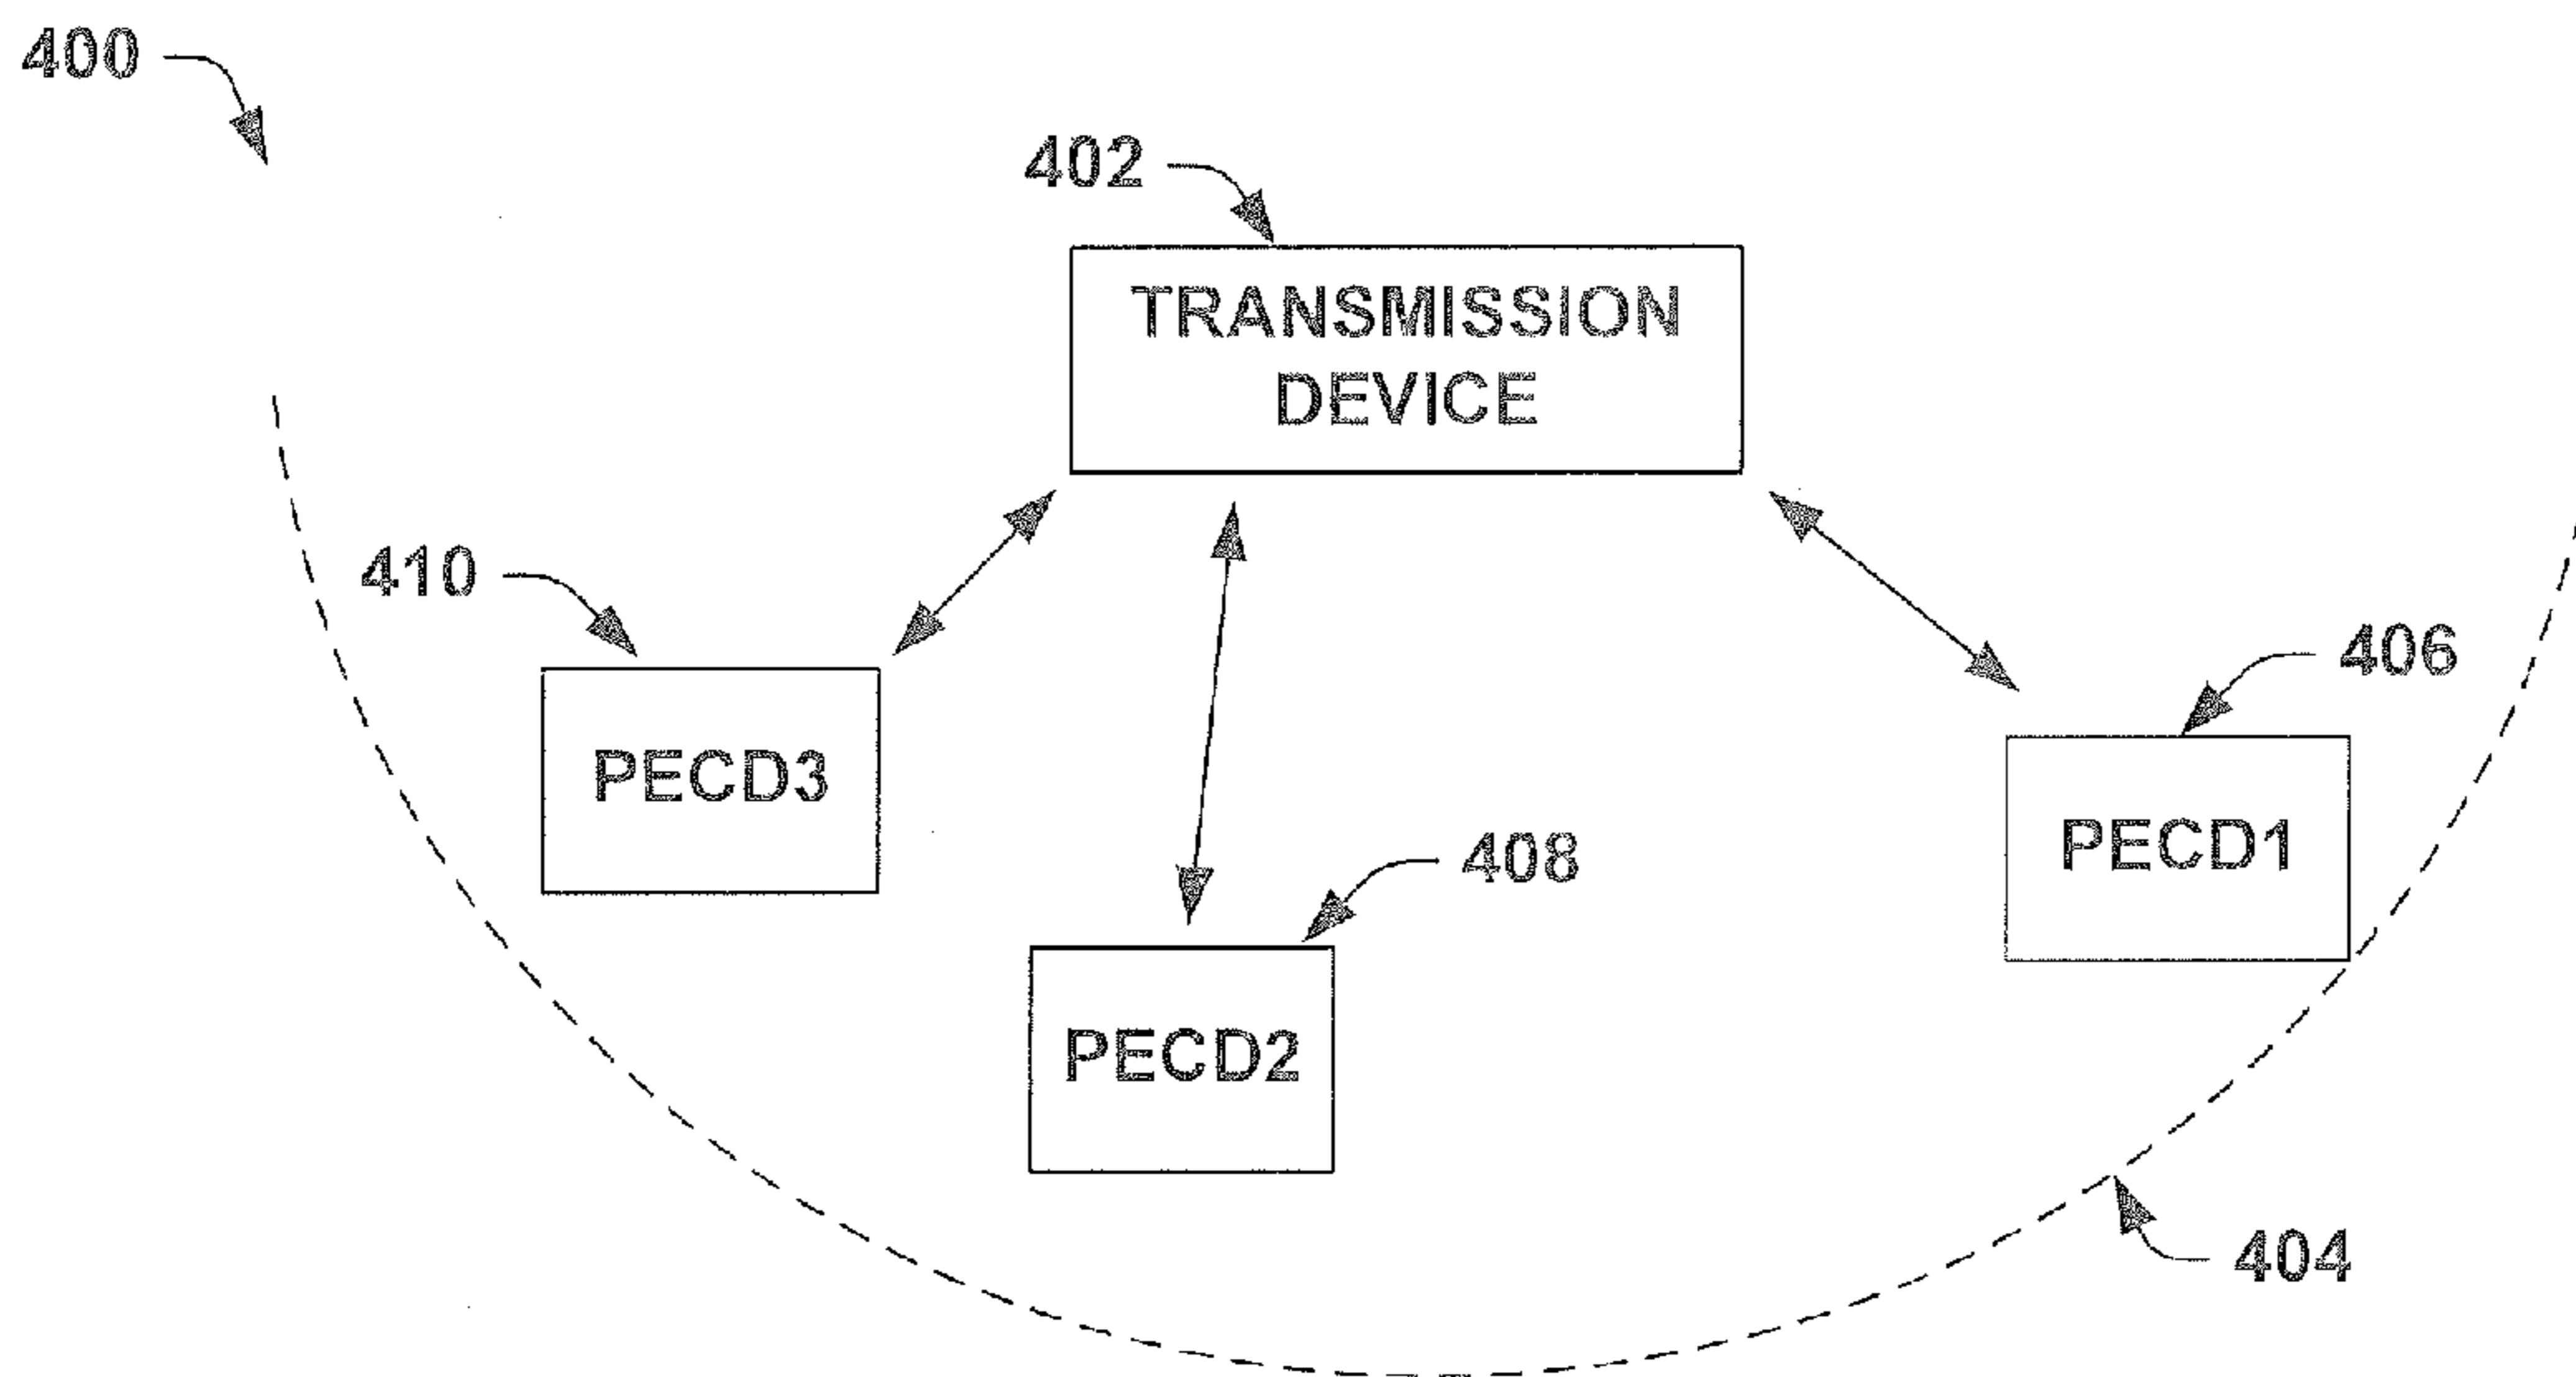 400
402
TRANSMISSION
DEVICE
410
406
PECD3
PECD1
408
PECD2
404